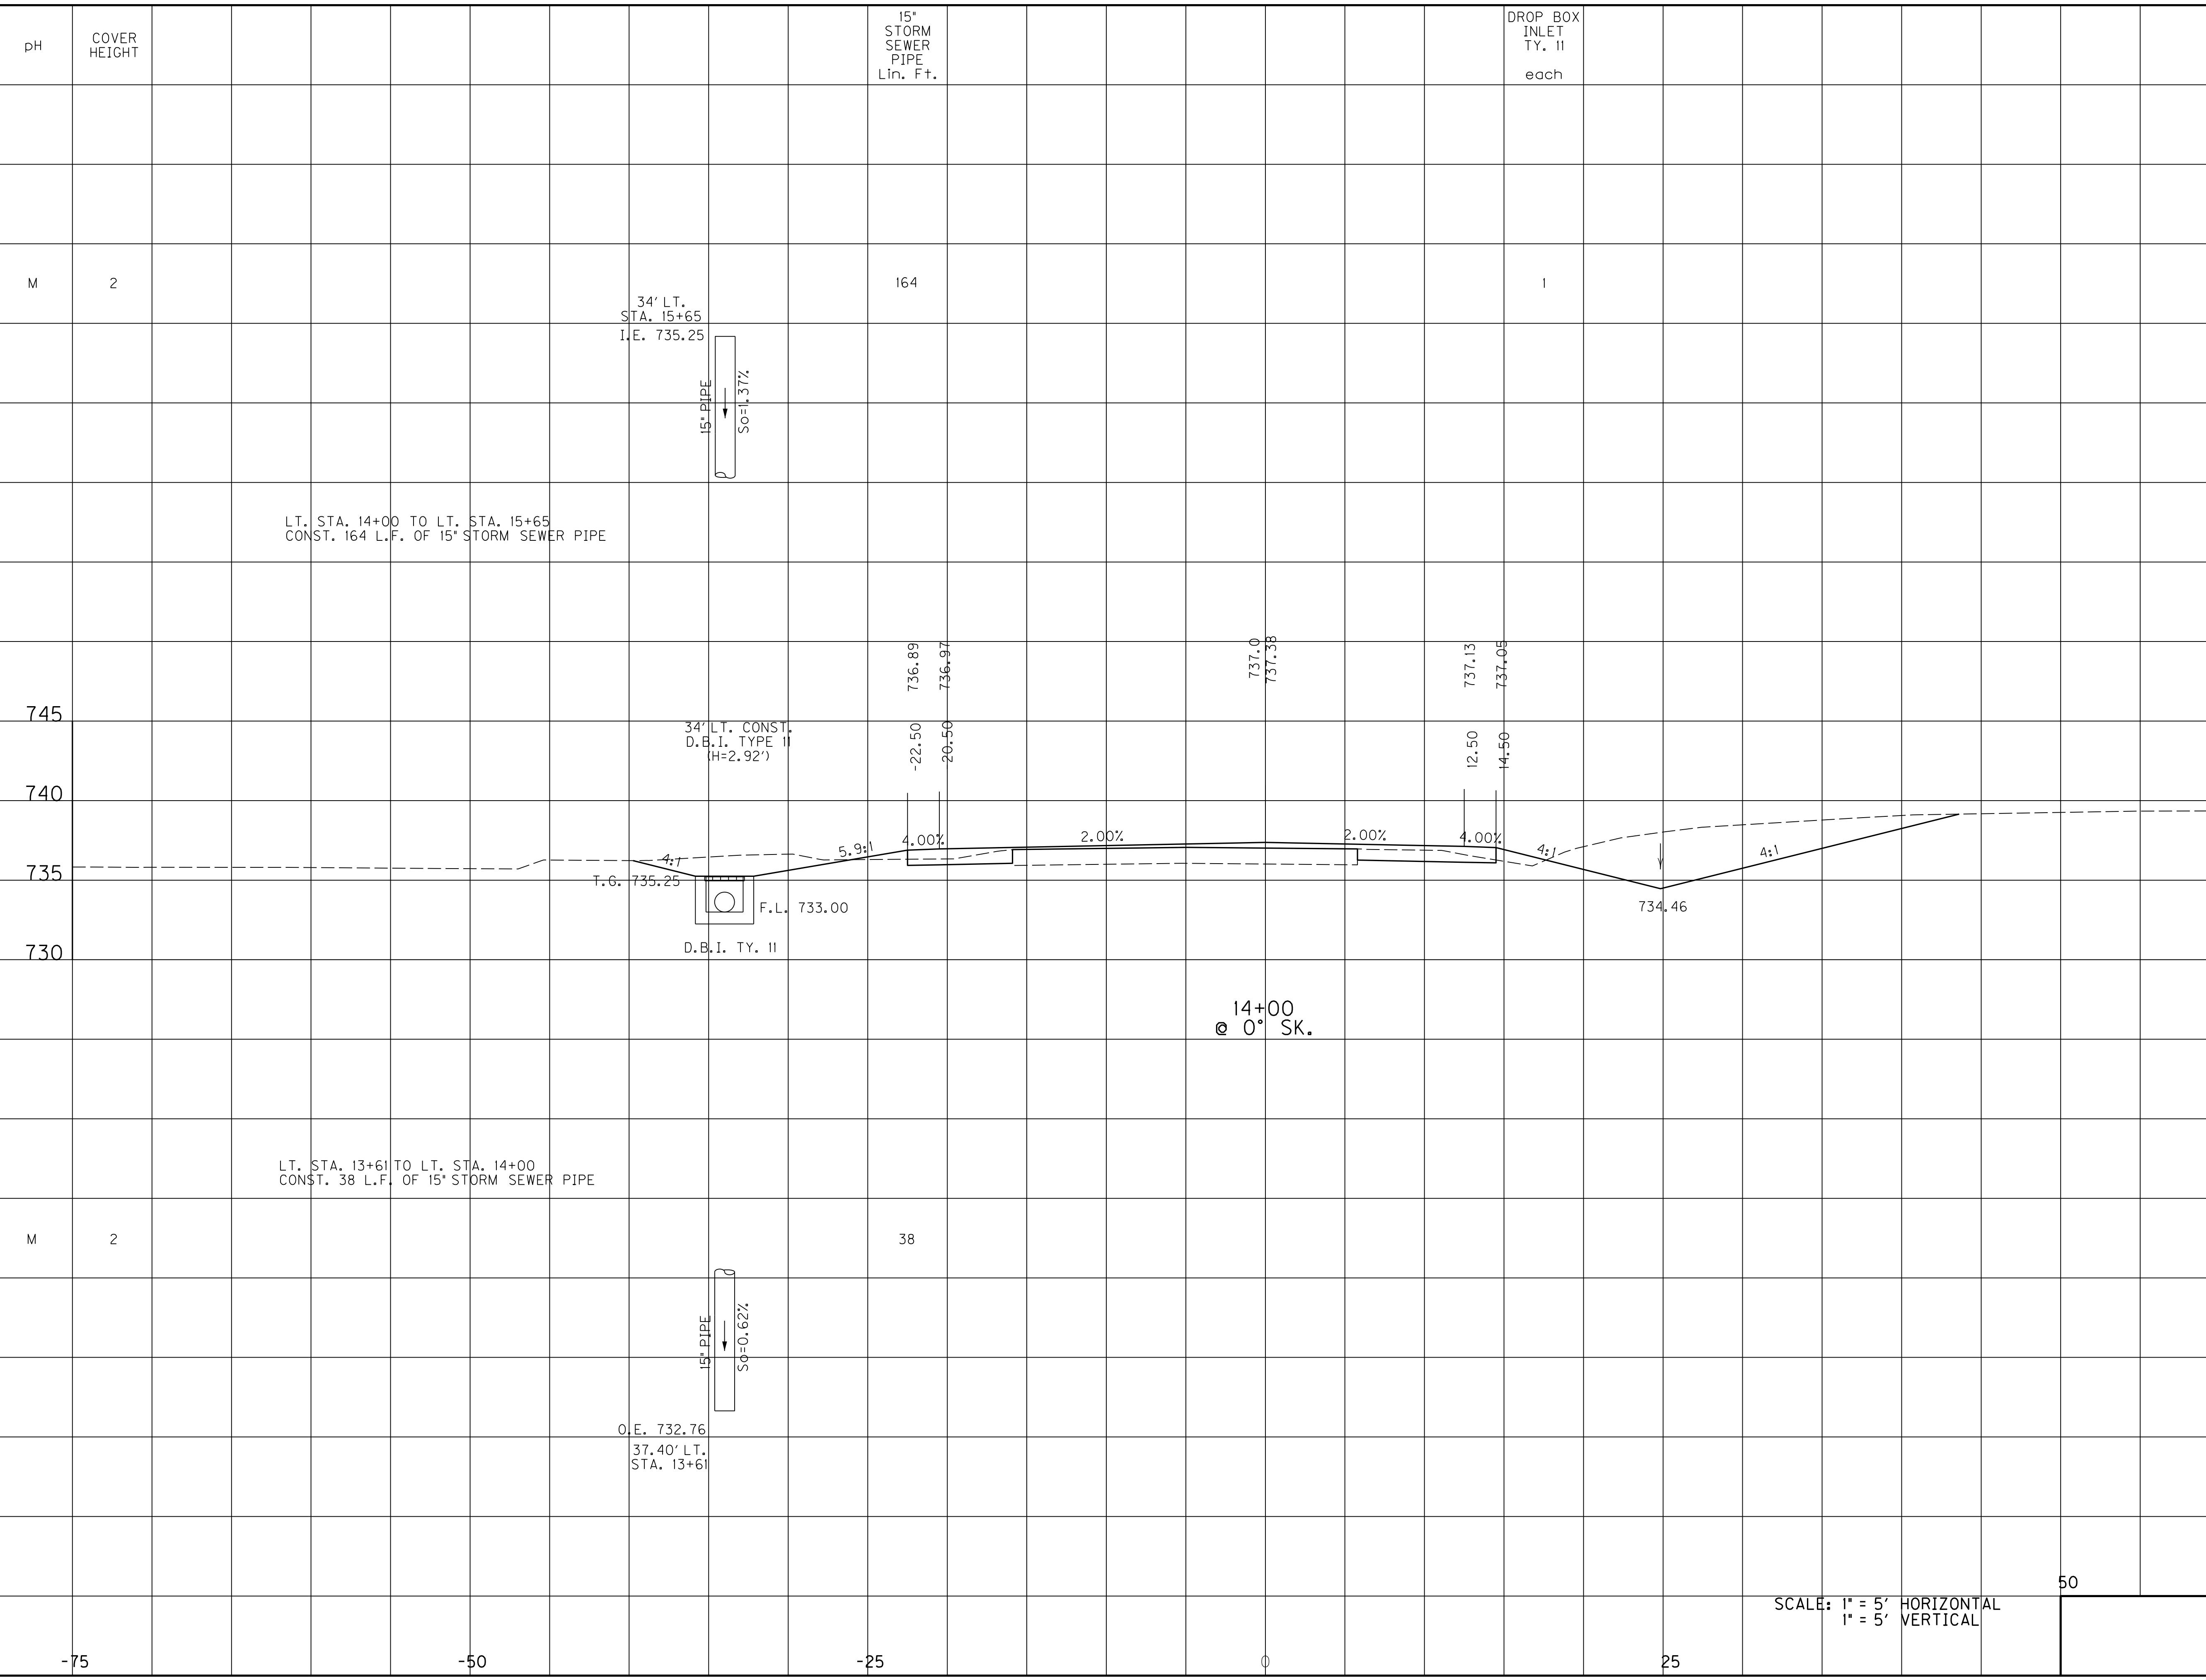 pH
COVER
HEIGHT
15"
STORM
SEWER
PIPE
Lin. Ft.
DROP BOX
INLET
TY. 11
each
M
2
164
1
34' LT.
STA. 15+65
I.E. 735.25
15" PIPE
So=1.37%
LT. STA. 14+00 TO LT. STA. 15+65
CONST. 164 L.F. OF 15" STORM SEWER PIPE
736.89
736.97
737.0
737.38
737.13
737.05
745
34' LT. CONST.
D.B.I. TYPE 11
(H=2.92')
-22.50
20.50
12.50
14.50
740
4:1
5.9:1
4.00%
2.00%
2.00%
4.00%
4:1
4:1
735
T.G. 735.25
F.L. 733.00
734.46
D.B.I. TY. 11
730
14+00
@ 0° SK.
LT. STA. 13+61 TO LT. STA. 14+00
CONST. 38 L.F. OF 15" STORM SEWER PIPE
M
2
38
15" PIPE
So=0.62%
O.E. 732.76
37.40' LT.
STA. 13+61
50
SCALE: 1" = 5' HORIZONTAL
1" = 5' VERTICAL
-75
-50
-25
0
25